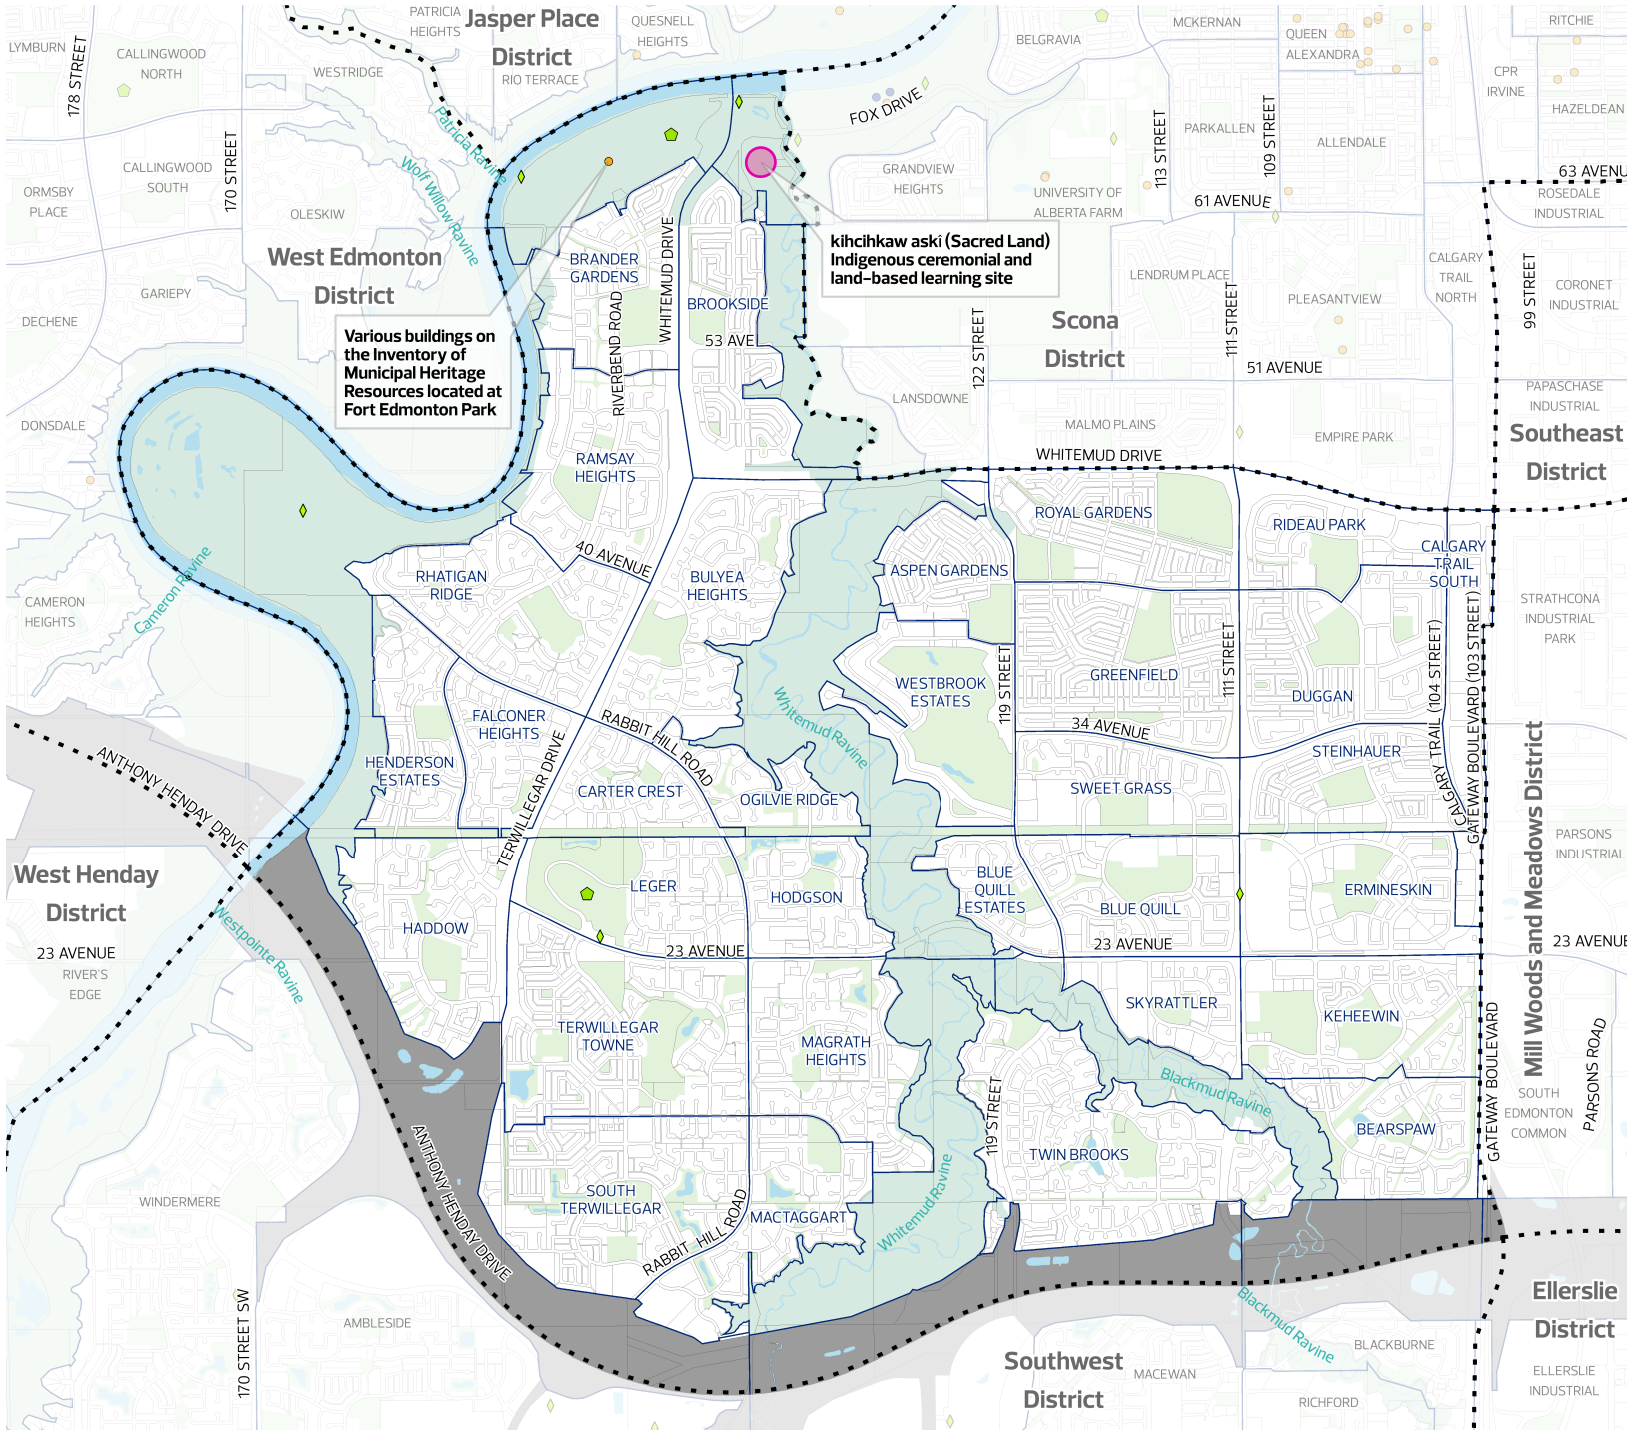 PATRICIA
HEIGHTS
Jasper Place
District
QUESNELL
HEIGHTS
BELGRAVIA
MCKERNAN
QUEEN
ALEXANDRA
RITCHIE
LYMBURN
178 STREET
CALLINGWOOD
NORTH
WESTRIDGE
RIO TERRACE
FOX DRIVE
CPR
IRVINE
HAZELDEAN
Patricia Ravine
Wolf Willow Ravine
113 STREET
PARKALLEN
109 STREET
ALLENDALE
CALLINGWOOD
SOUTH
170 STREET
GRANDVIEW
HEIGHTS
63 AVENU
ORMSBY
PLACE
OLESKIW
UNIVERSITY OF
ALBERTA FARM
61 AVENUE
ROSEDALE
INDUSTRIAL
West Edmonton
District
BRANDER
GARDENS
WHITEMUD DRIVE
kihcihkaw askî (Sacred Land)
Indigenous ceremonial and
land-based learning site
LENDRUM PLACE
CALGARY
TRAIL
NORTH
99 STREET
CORONET
INDUSTRIAL
GARIEPY
DECHENE
BROOKSIDE
PLEASANTVIEW
RIVERBEND ROAD
53 AVE
122 STREET
Scona
District
111 STREET
Various buildings on
the Inventory of
Municipal Heritage
Resources located at
Fort Edmonton Park
51 AVENUE
PAPASCHASE
INDUSTRIAL
LANSDOWNE
DONSDALE
MALMO PLAINS
EMPIRE PARK
Southeast
District
WHITEMUD DRIVE
RAMSAY
HEIGHTS
ROYAL GARDENS
RIDEAU PARK
CALGARY
TRAIL
SOUTH
Cameron Ravine
40 AVENUE
ASPEN GARDENS
RHATIGAN
RIDGE
BULYEA
HEIGHTS
CAMERON
HEIGHTS
STRATHCONA
INDUSTRIAL
PARK
CALGARY TRAIL (104 STREET)
GATEWAY BOULEVARD (103 STREET)
WESTBROOK
ESTATES
119 STREET
GREENFIELD
111 STREET
DUGGAN
Whitemud Ravine
FALCONER
HEIGHTS
RABBIT HILL ROAD
34 AVENUE
STEINHAUER
ANTHONY HENDAY DRIVE
HENDERSON
ESTATES
TERWILLEGAR DRIVE
CARTER CREST
OGILVIE RIDGE
SWEET GRASS
Mill Woods and Meadows District
PARSONS
INDUSTRIAL
West Henday
District
LEGER
HODGSON
BLUE
QUILL
ESTATES
BLUE QUILL
ERMINESKIN
HADDOW
Westpointe Ravine
23 AVENUE
23 AVENUE
23 AVENUE
23 AVENUE
RIVER'S
EDGE
SKYRATTLER
KEHEEWIN
TERWILLEGAR
TOWNE
MAGRATH
HEIGHTS
GATEWAY BOULEVARD
PARSONS ROAD
Blackmud Ravine
SOUTH
EDMONTON
COMMON
ANTHONY HENDAY DRIVE
119 STREET
TWIN BROOKS
BEARSPAW
WINDERMERE
SOUTH
TERWILLEGAR
MACTAGGART
Whitemud Ravine
RABBIT HILL ROAD
170 STREET SW
AMBLESIDE
Blackmud Ravine
Ellerslie
District
BLACKBURNE
Southwest
District
MACEWAN
RICHFORD
ELLERSLIE
INDUSTRIAL